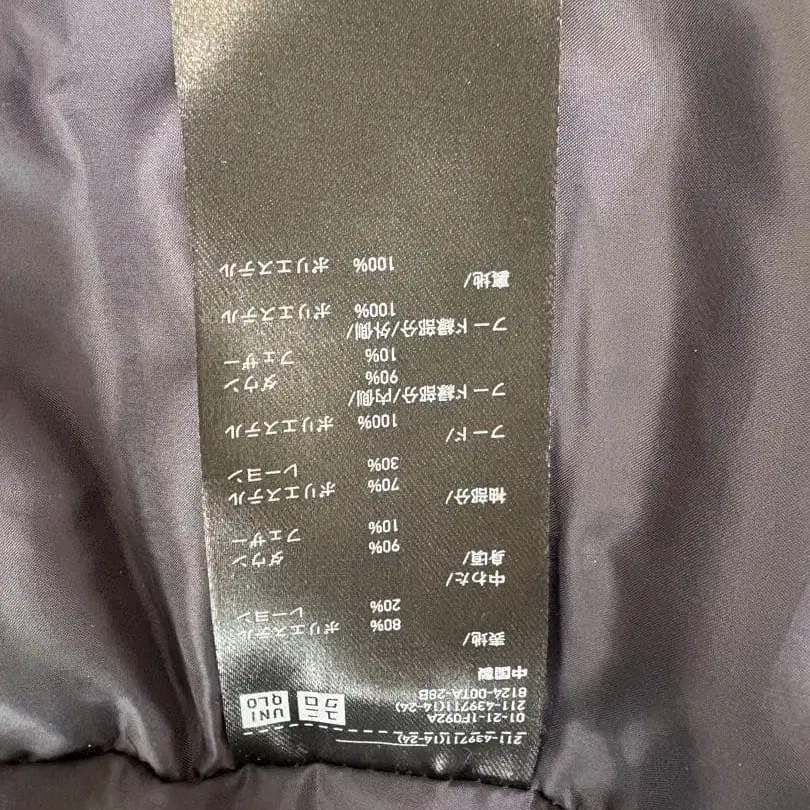 211-439711(14-24)
01-21-1F092A
211-439711(14-24)
8124-00TA-28B
ユニクロ
UNI QLO
中国製
表地/
ポリエステル 80%
レーヨン 20%
中わた/
身頃/
ダウン 90%
フェザー 10%
袖部分/
ポリエステル 70%
レーヨン 30%
フード/
ポリエステル 100%
フード縁部分/内側/
ダウン 90%
フェザー 10%
フード縁部分/外側/
ポリエステル 100%
裏地/
ポリエステル 100%